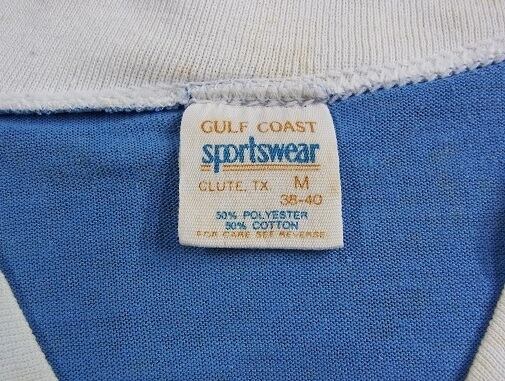 GULF COAST
sportswear
CLUTE, TX M
38-40
50% POLYESTER
50% COTTON
FOR CARE SEE REVERSE